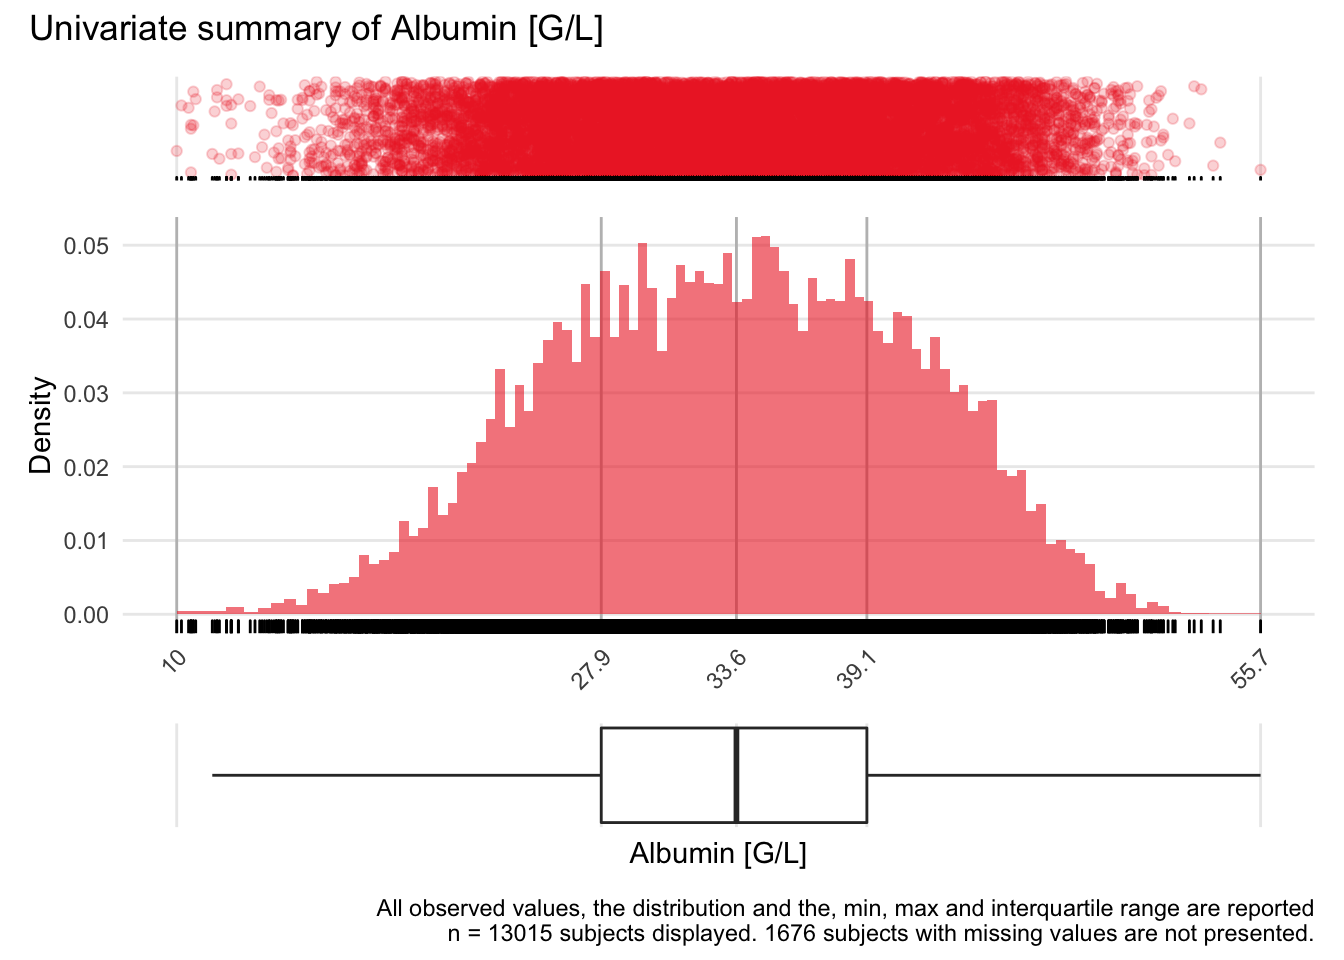 Univariate summary of Albumin [G/L]
0.05
0.04
0.03
0.02
0.01
0.00
Density
10
27.9
33.6
39.1
55.7
Albumin [G/L]
All observed values, the distribution and the, min, max and interquartile range are reported
n = 13015 subjects displayed. 1676 subjects with missing values are not presented.